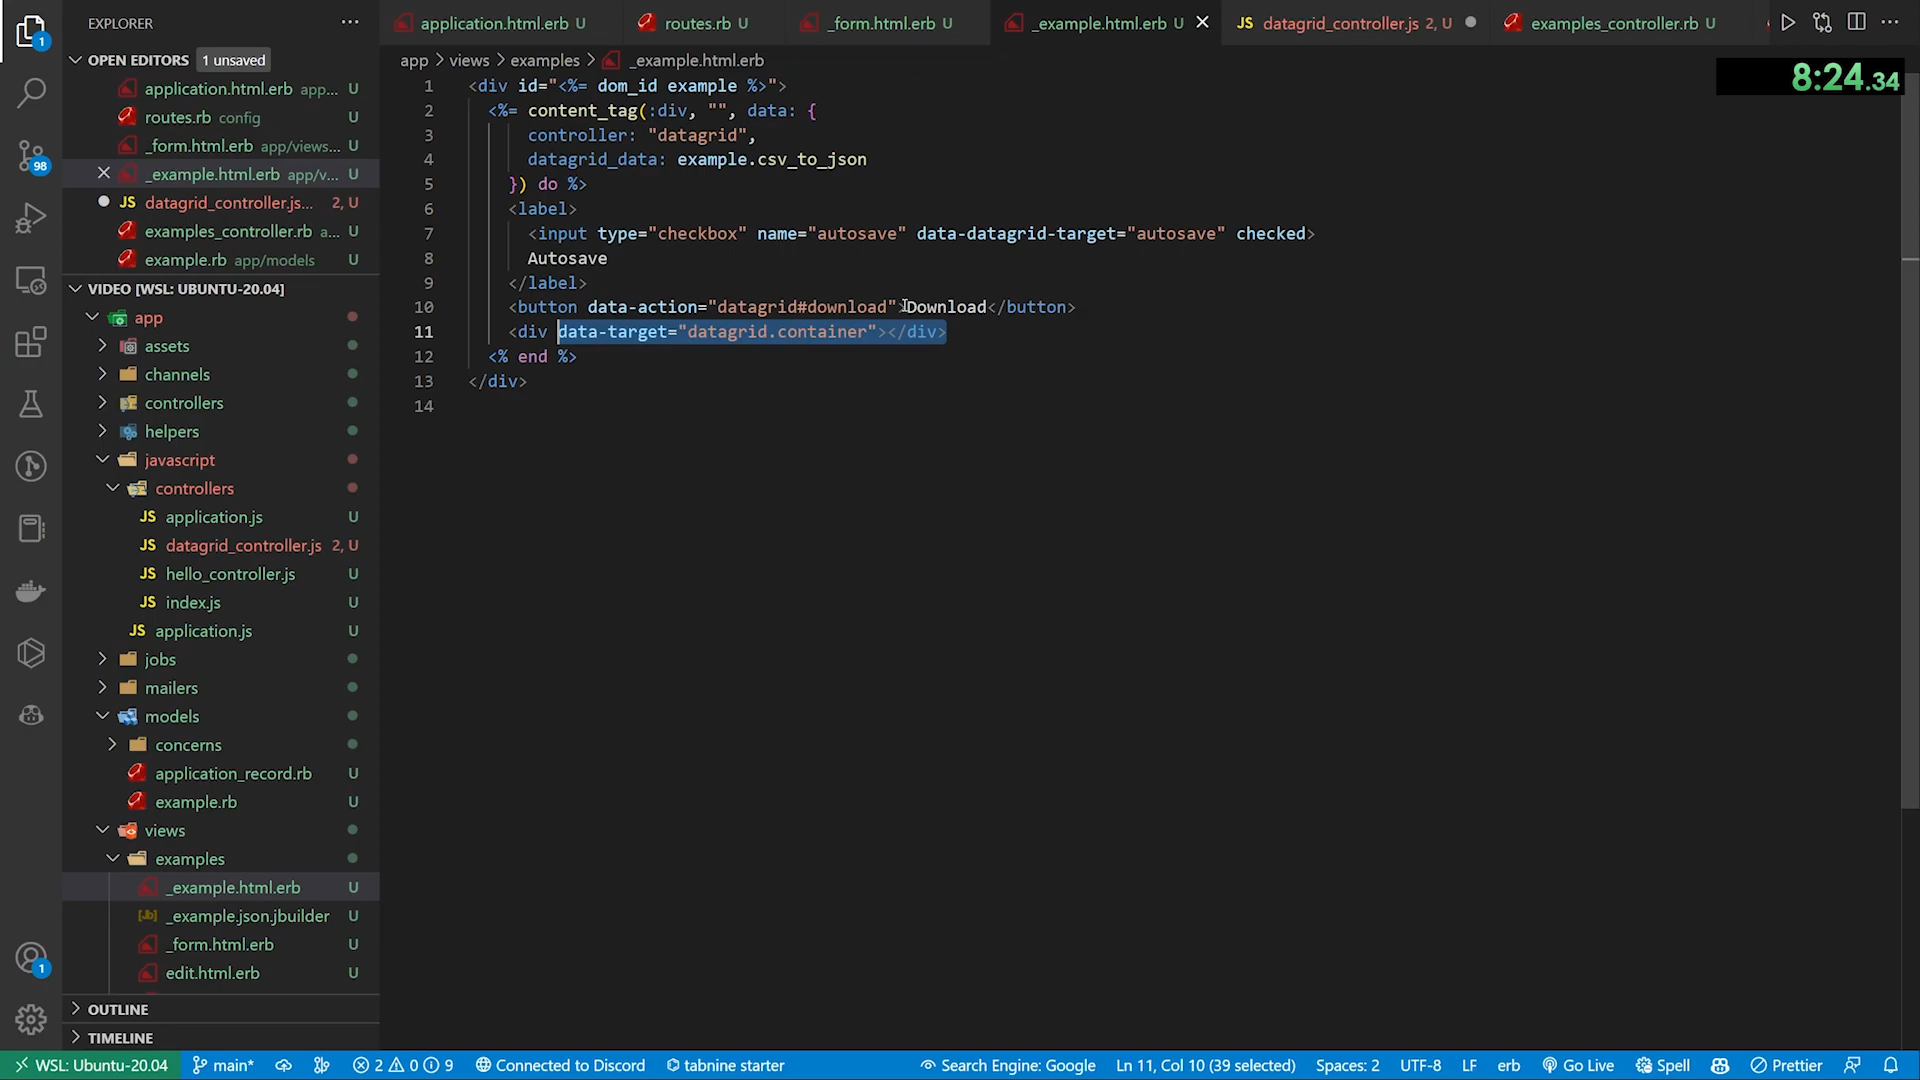 EXPLORER
OPEN EDITORS 1 unsaved
application.html.erb app... U
routes.rb config U
_form.html.erb app/views... U
_example.html.erb app/v... U
datagrid_controller.js... 2, U
examples_controller.rb a... U
example.rb app/models U
VIDEO [WSL: UBUNTU-20.04]
app
assets
channels
controllers
helpers
javascript
controllers
JS application.js U
JS datagrid_controller.js 2, U
JS hello_controller.js U
JS index.js U
JS application.js U
jobs
mailers
models
concerns
application_record.rb U
example.rb U
views
examples
_example.html.erb U
_example.json.jbuilder U
_form.html.erb U
edit.html.erb U
OUTLINE
TIMELINE
1
98
1
application.html.erb U
routes.rb U
_form.html.erb U
_example.html.erb U
JS datagrid_controller.js 2, U
examples_controller.rb U
8:24.34
app > views > examples > _example.html.erb
1 <div id="<%= dom_id example %>">
2 <%= content_tag(:div, "", data: {
3 controller: "datagrid",
4 datagrid_data: example.csv_to_json
5 }) do %>
6 <label>
7 <input type="checkbox" name="autosave" data-datagrid-target="autosave" checked>
8 Autosave
9 </label>
10 <button data-action="datagrid#download">Download</button>
11 <div data-target="datagrid.container"></div>
12 <% end %>
13 </div>
14
WSL: Ubuntu-20.04 main* 2 0 9 Connected to Discord tabnine starter Search Engine: Google Ln 11, Col 10 (39 selected) Spaces: 2 UTF-8 LF erb Go Live Spell Prettier